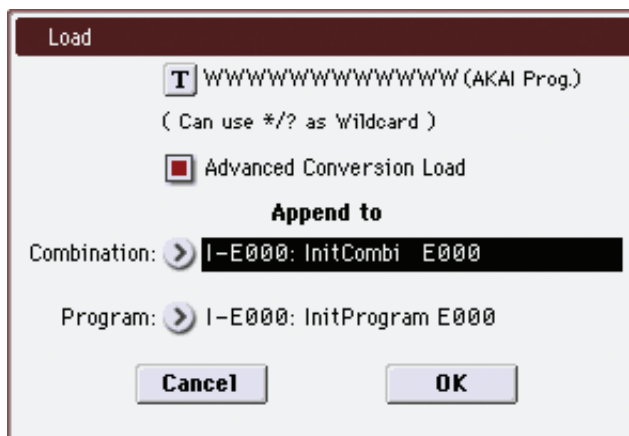 Load
T WWWWWWWWWWWW (AKAI Prog.)
( Can use */? as Wildcard )
Advanced Conversion Load
Append to
Combination: I-E000: InitCombi E000
Program: I-E000: InitProgram E000
Cancel OK